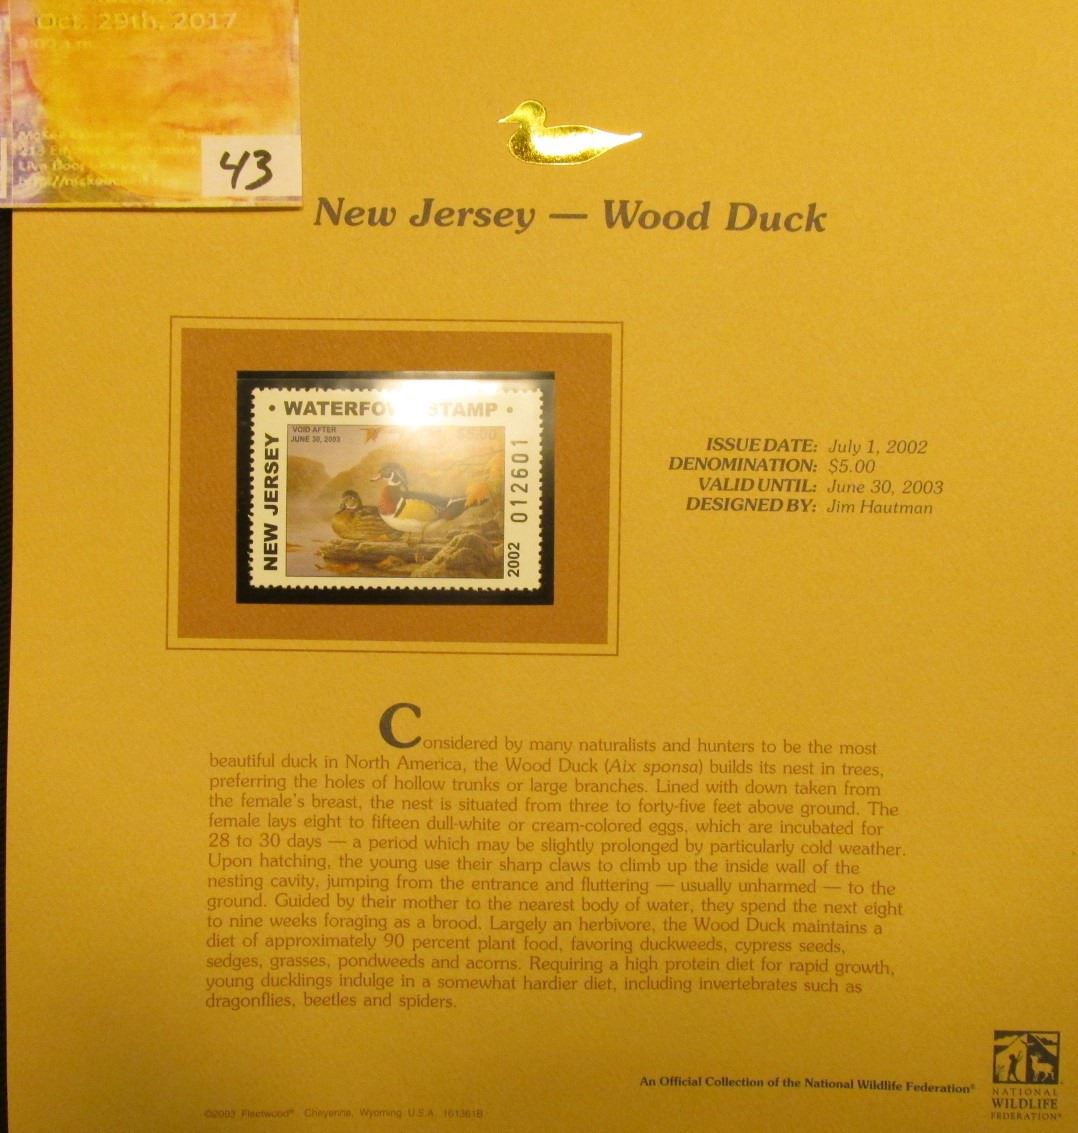 Oct. 29th, 2017
43
New Jersey — Wood Duck
• WATERFO STAMP •
VOID AFTER
JUNE 30, 2003
$5.00
NEW JERSEY
2002 012601
ISSUE DATE: July 1, 2002
DENOMINATION: $5.00
VALID UNTIL: June 30, 2003
DESIGNED BY: Jim Hautman
Considered by many naturalists and hunters to be the most
beautiful duck in North America, the Wood Duck (Aix sponsa) builds its nest in trees,
preferring the holes of hollow trunks or large branches. Lined with down taken from
the female's breast, the nest is situated from three to forty-five feet above ground. The
female lays eight to fifteen dull-white or cream-colored eggs, which are incubated for
28 to 30 days — a period which may be slightly prolonged by particularly cold weather.
Upon hatching, the young use their sharp claws to climb up the inside wall of the
nesting cavity, jumping from the entrance and fluttering — usually unharmed — to the
ground. Guided by their mother to the nearest body of water, they spend the next eight
to nine weeks foraging as a brood. Largely an herbivore, the Wood Duck maintains a
diet of approximately 90 percent plant food, favoring duckweeds, cypress seeds,
sedges, grasses, pondweeds and acorns. Requiring a high protein diet for rapid growth,
young ducklings indulge in a somewhat hardier diet, including invertebrates such as
dragonflies, beetles and spiders.
An Official Collection of the National Wildlife Federation®
NATIONAL
WILDLIFE
FEDERATION®
©2003 Fleetwood® Cheyenne, Wyoming U.S.A. 161361B